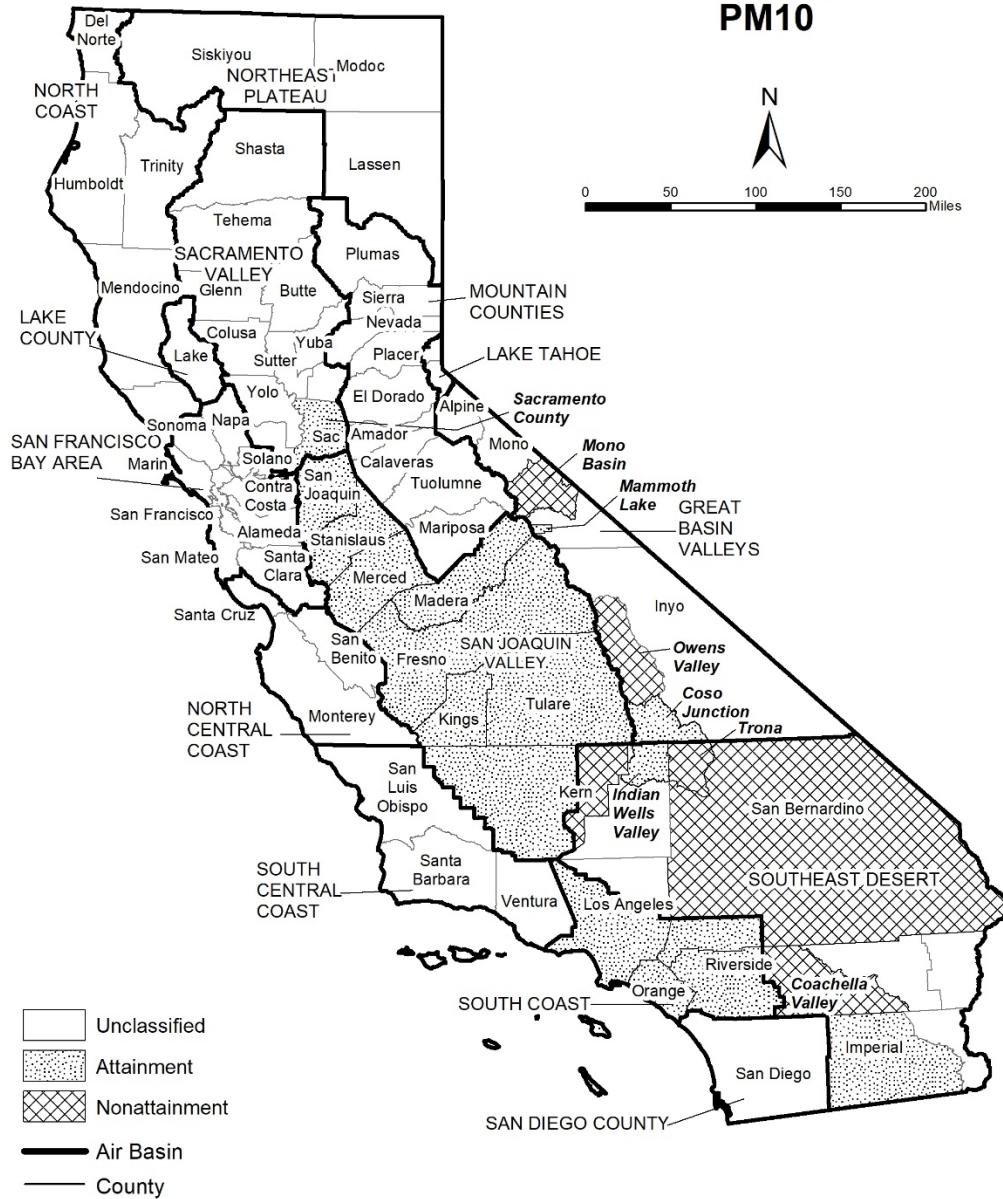 PM10
N
0 50 100 150 200
Miles
Del
Norte
Siskiyou
Modoc
NORTHEAST
PLATEAU
NORTH
COAST
Shasta
Trinity
Lassen
Humboldt
Tehema
SACRAMENTO
VALLEY
Plumas
Mendocino
Glenn
Butte
Sierra
MOUNTAIN
COUNTIES
LAKE
COUNTY
Colusa
Nevada
Yuba
Lake
Sutter
Placer
LAKE TAHOE
Yolo
El Dorado
Alpine
Sacramento
County
Sonoma
Napa
Sac
Amador
Mono
SAN FRANCISCO
BAY AREA
Marin
Solano
Calaveras
Mono
Basin
San
Joaquin
Tuolumne
Contra
Costa
Mammoth
Lake
GREAT
BASIN
VALLEYS
San Francisco
Alameda
Stanislaus
Mariposa
San Mateo
Santa
Clara
Merced
Madera
Santa Cruz
Inyo
San
Benito
Fresno
SAN JOAQUIN
VALLEY
Owens
Valley
Coso
Junction
NORTH
CENTRAL
COAST
Monterey
Kings
Tulare
Trona
San
Luis
Obispo
Kern
Indian
Wells
Valley
San Bernardino
SOUTH
CENTRAL
COAST
Santa
Barbara
Ventura
Los Angeles
SOUTHEAST DESERT
Riverside
Coachella
Valley
Orange
SOUTH COAST
Imperial
San Diego
SAN DIEGO COUNTY
Unclassified
Attainment
Nonattainment
Air Basin
County